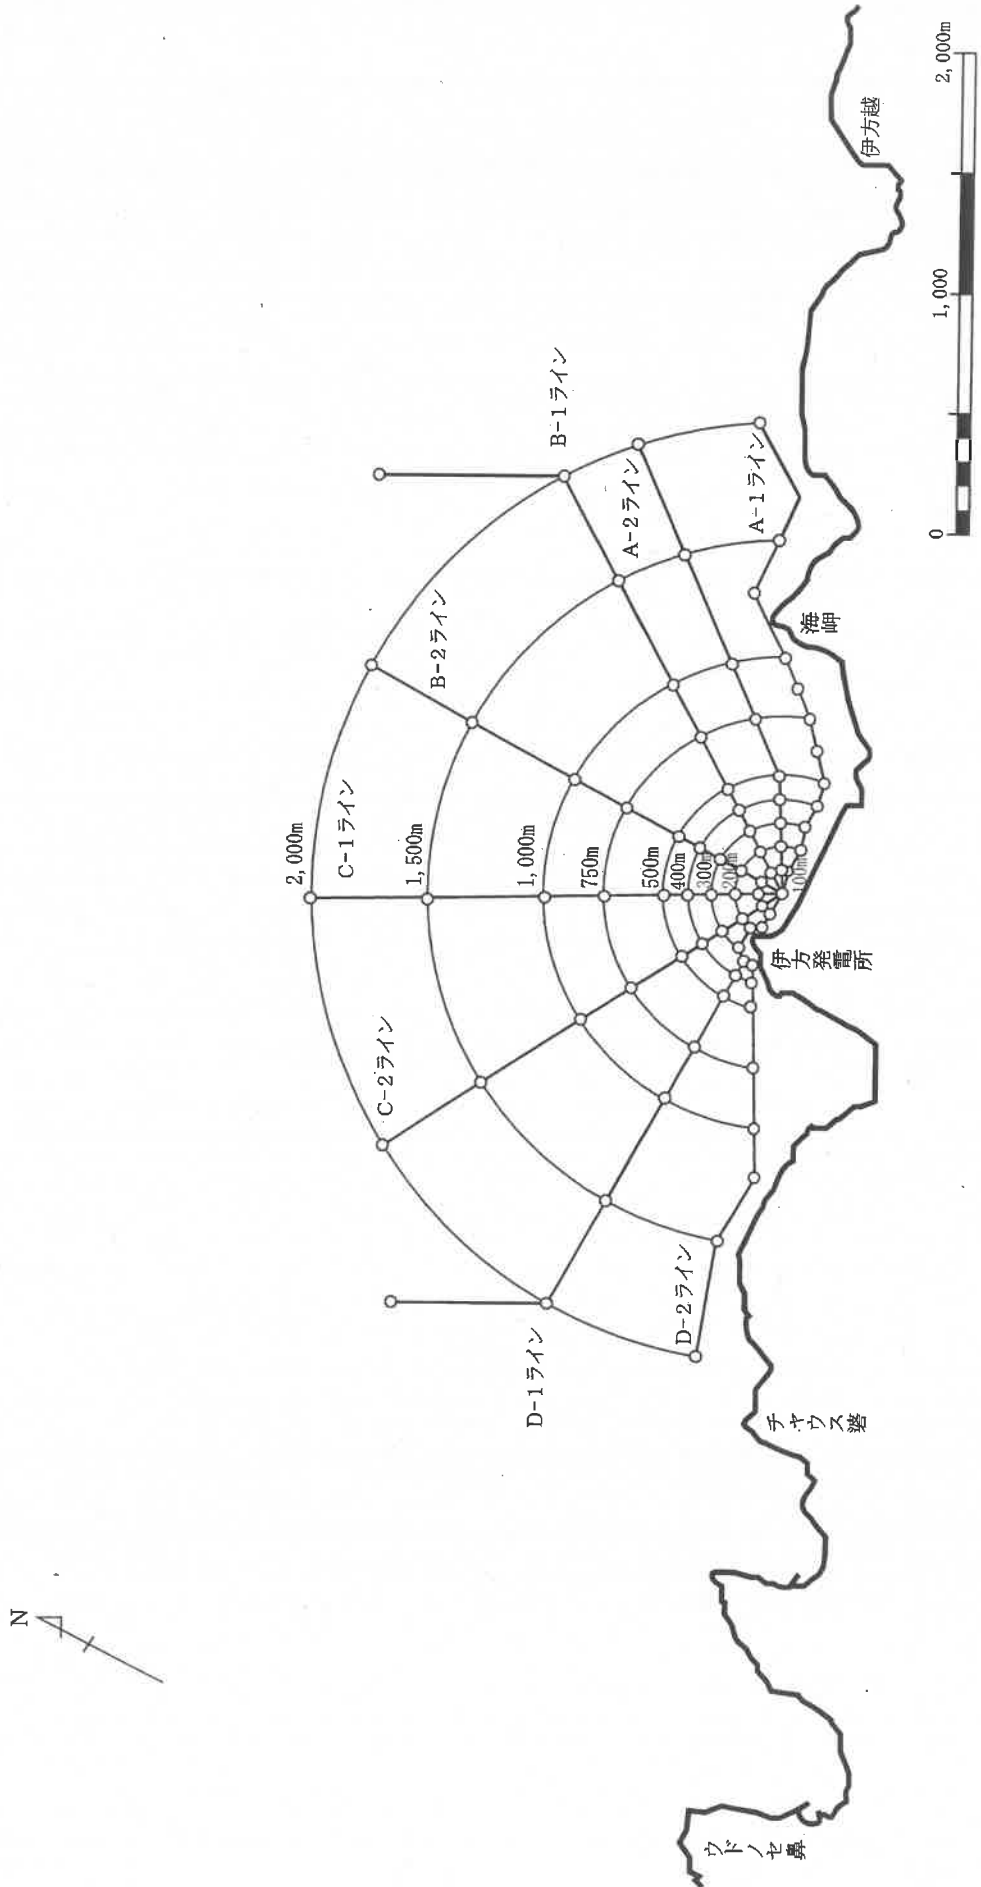 N
2,000m
C-1ライン
1,500m
1,000m
750m
500m
400m
300m
200m
100m
B-2ライン
B-1ライン
A-2ライン
A-1ライン
C-2ライン
D-1ライン
D-2ライン
伊方発電所
海岬
伊方越
チャウス碆
ウドノセ鼻
0
1,000
2,000m